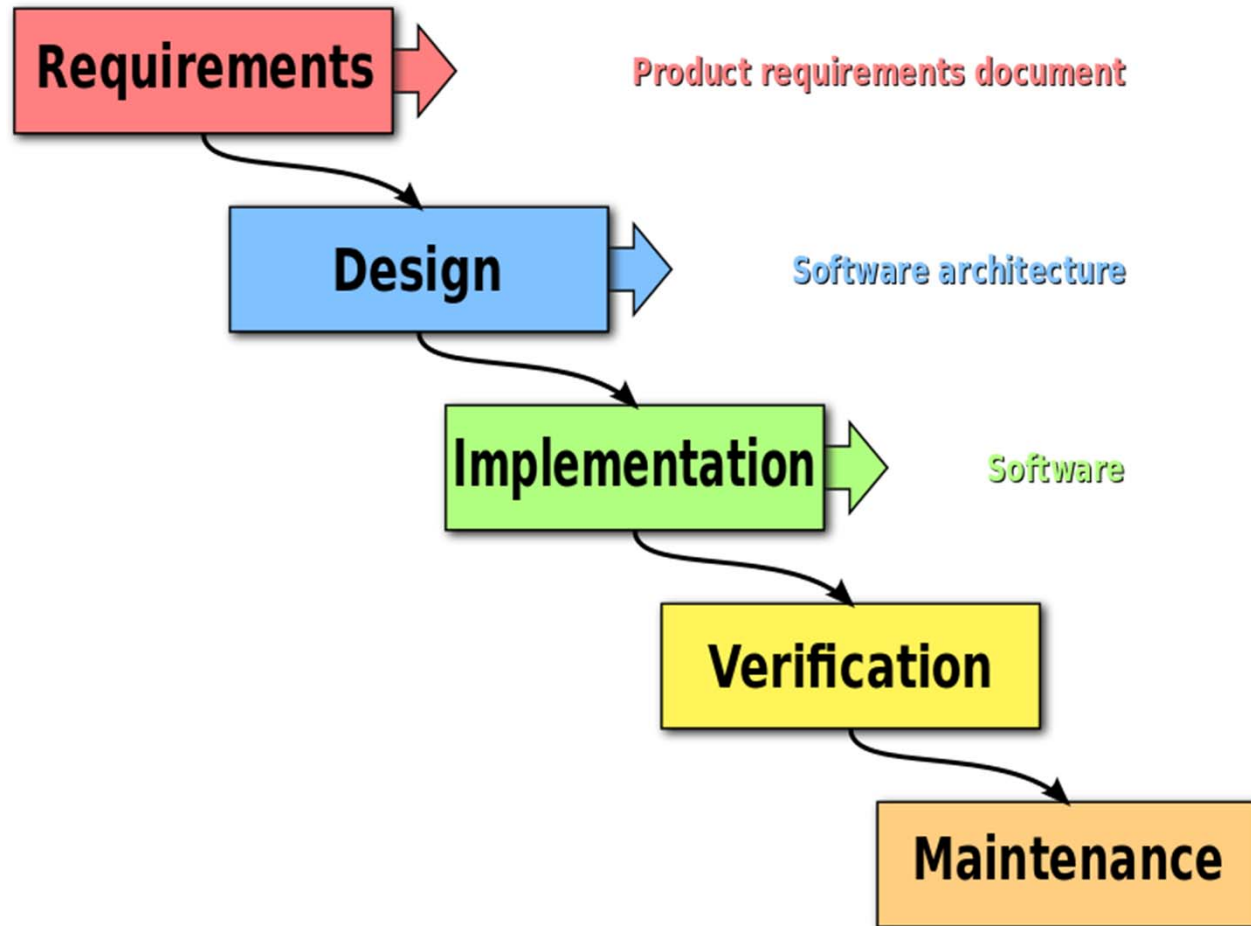 Requirements
Product requirements document
Design
Software architecture
Implementation
Software
Verification
Maintenance